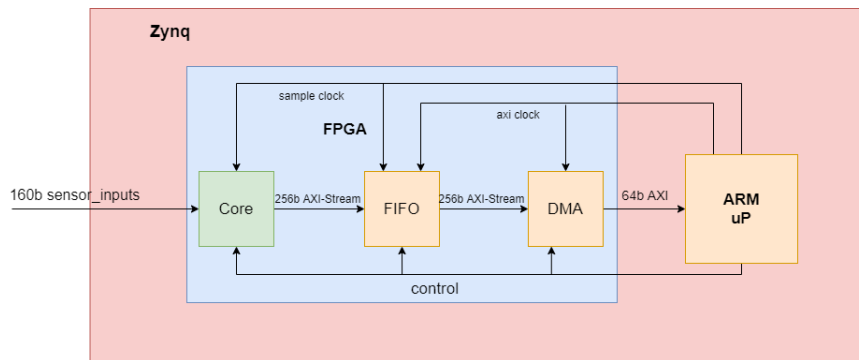 Zynq
sample clock
axi clock
FPGA
160b sensor_inputs
Core
256b AXI-Stream
FIFO
256b AXI-Stream
DMA
64b AXI
ARM
uP
control